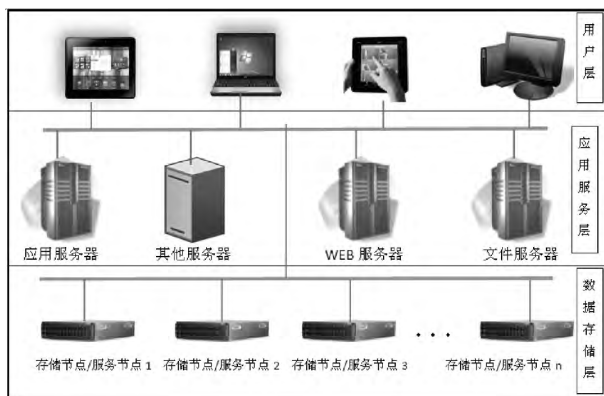 用户层
应用服务器
其他服务器
WEB 服务器
文件服务器
应用服务层
存储节点/服务节点 1
存储节点/服务节点 2
存储节点/服务节点 3
...
存储节点/服务节点 n
数据存储层